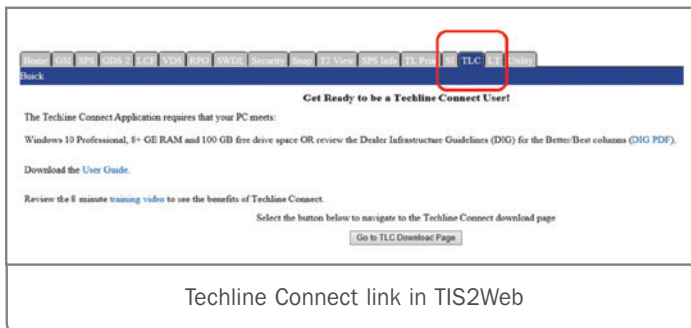 Home GSI SPS GDS 2 LCF VDS RPO SWDL Security Snap T2 View SPS Info TL Print SI TLC LT Utility
Buick
Get Ready to be a Techline Connect User!
The Techline Connect Application requires that your PC meets:
Windows 10 Professional, 8+ GB RAM and 100 GB free drive space OR review the Dealer Infrastructure Guidelines (DIG) for the Better/Best columns (DIG PDF).
Download the User Guide.
Review the 8 minute training video to see the benefits of Techline Connect.
Select the button below to navigate to the Techline Connect download page
Go to TLC Download Page
Techline Connect link in TIS2Web